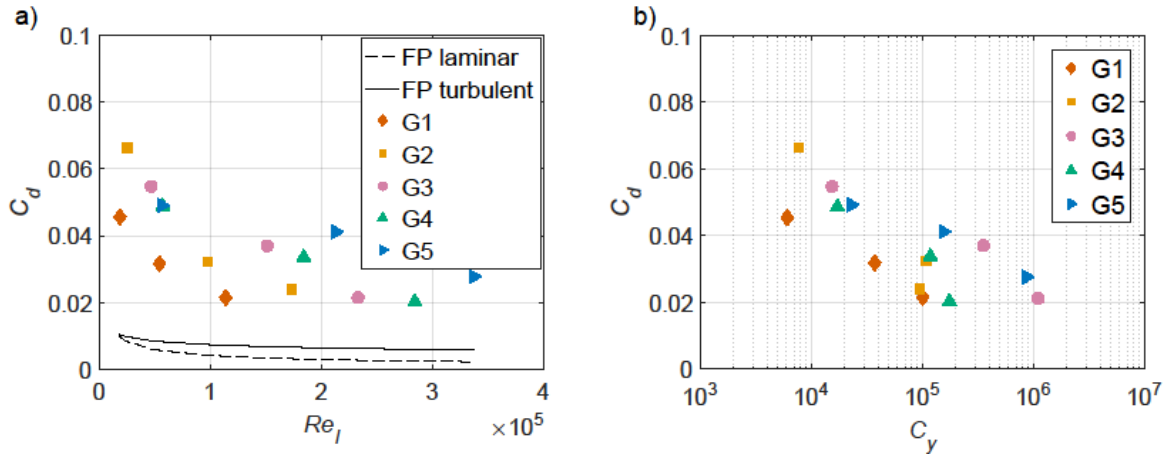 a)
0.1
0.08
0.06
0.04
0.02
0
C_d
0 1 2 3 4
Re_l
×10^5
FP laminar
FP turbulent
G1
G2
G3
G4
G5
b)
0.1
0.08
0.06
0.04
0.02
0
C_d
10^3 10^4 10^5 10^6 10^7
C_y
G1
G2
G3
G4
G5